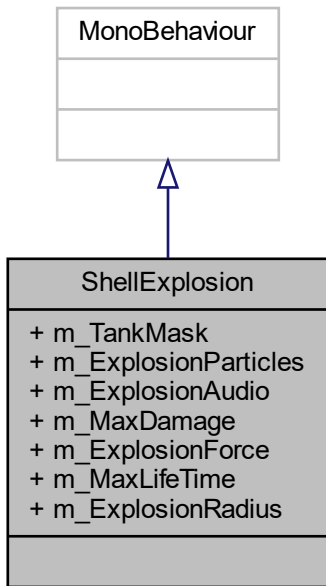 MonoBehaviour
ShellExplosion
+ m_TankMask
+ m_ExplosionParticles
+ m_ExplosionAudio
+ m_MaxDamage
+ m_ExplosionForce
+ m_MaxLifeTime
+ m_ExplosionRadius